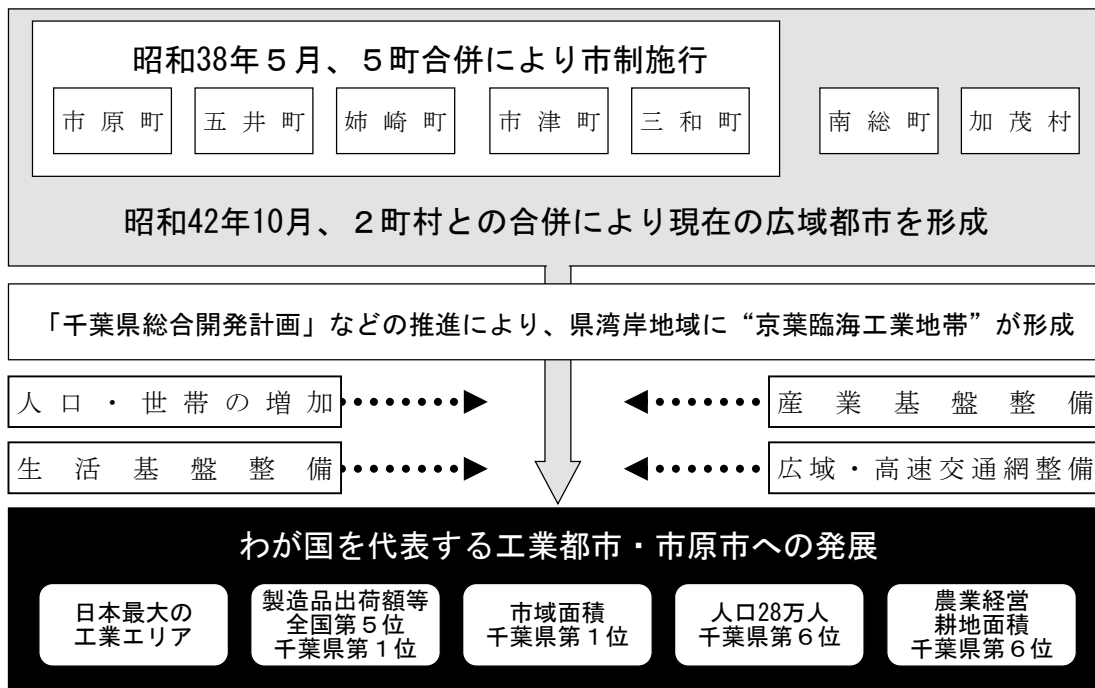 昭和38年５月、５町合併により市制施行
市原町 五井町 姉崎町 市津町 三和町 南総町 加茂村
昭和42年10月、２町村との合併により現在の広域都市を形成
「千葉県総合開発計画」などの推進により、県湾岸地域に“京葉臨海工業地帯”が形成
人口・世帯の増加 産業基盤整備
生活基盤整備 広域・高速交通網整備
わが国を代表する工業都市・市原市への発展
日本最大の
工業エリア
製造品出荷額等
全国第５位
千葉県第１位
市域面積
千葉県第１位
人口28万人
千葉県第６位
農業経営
耕地面積
千葉県第６位